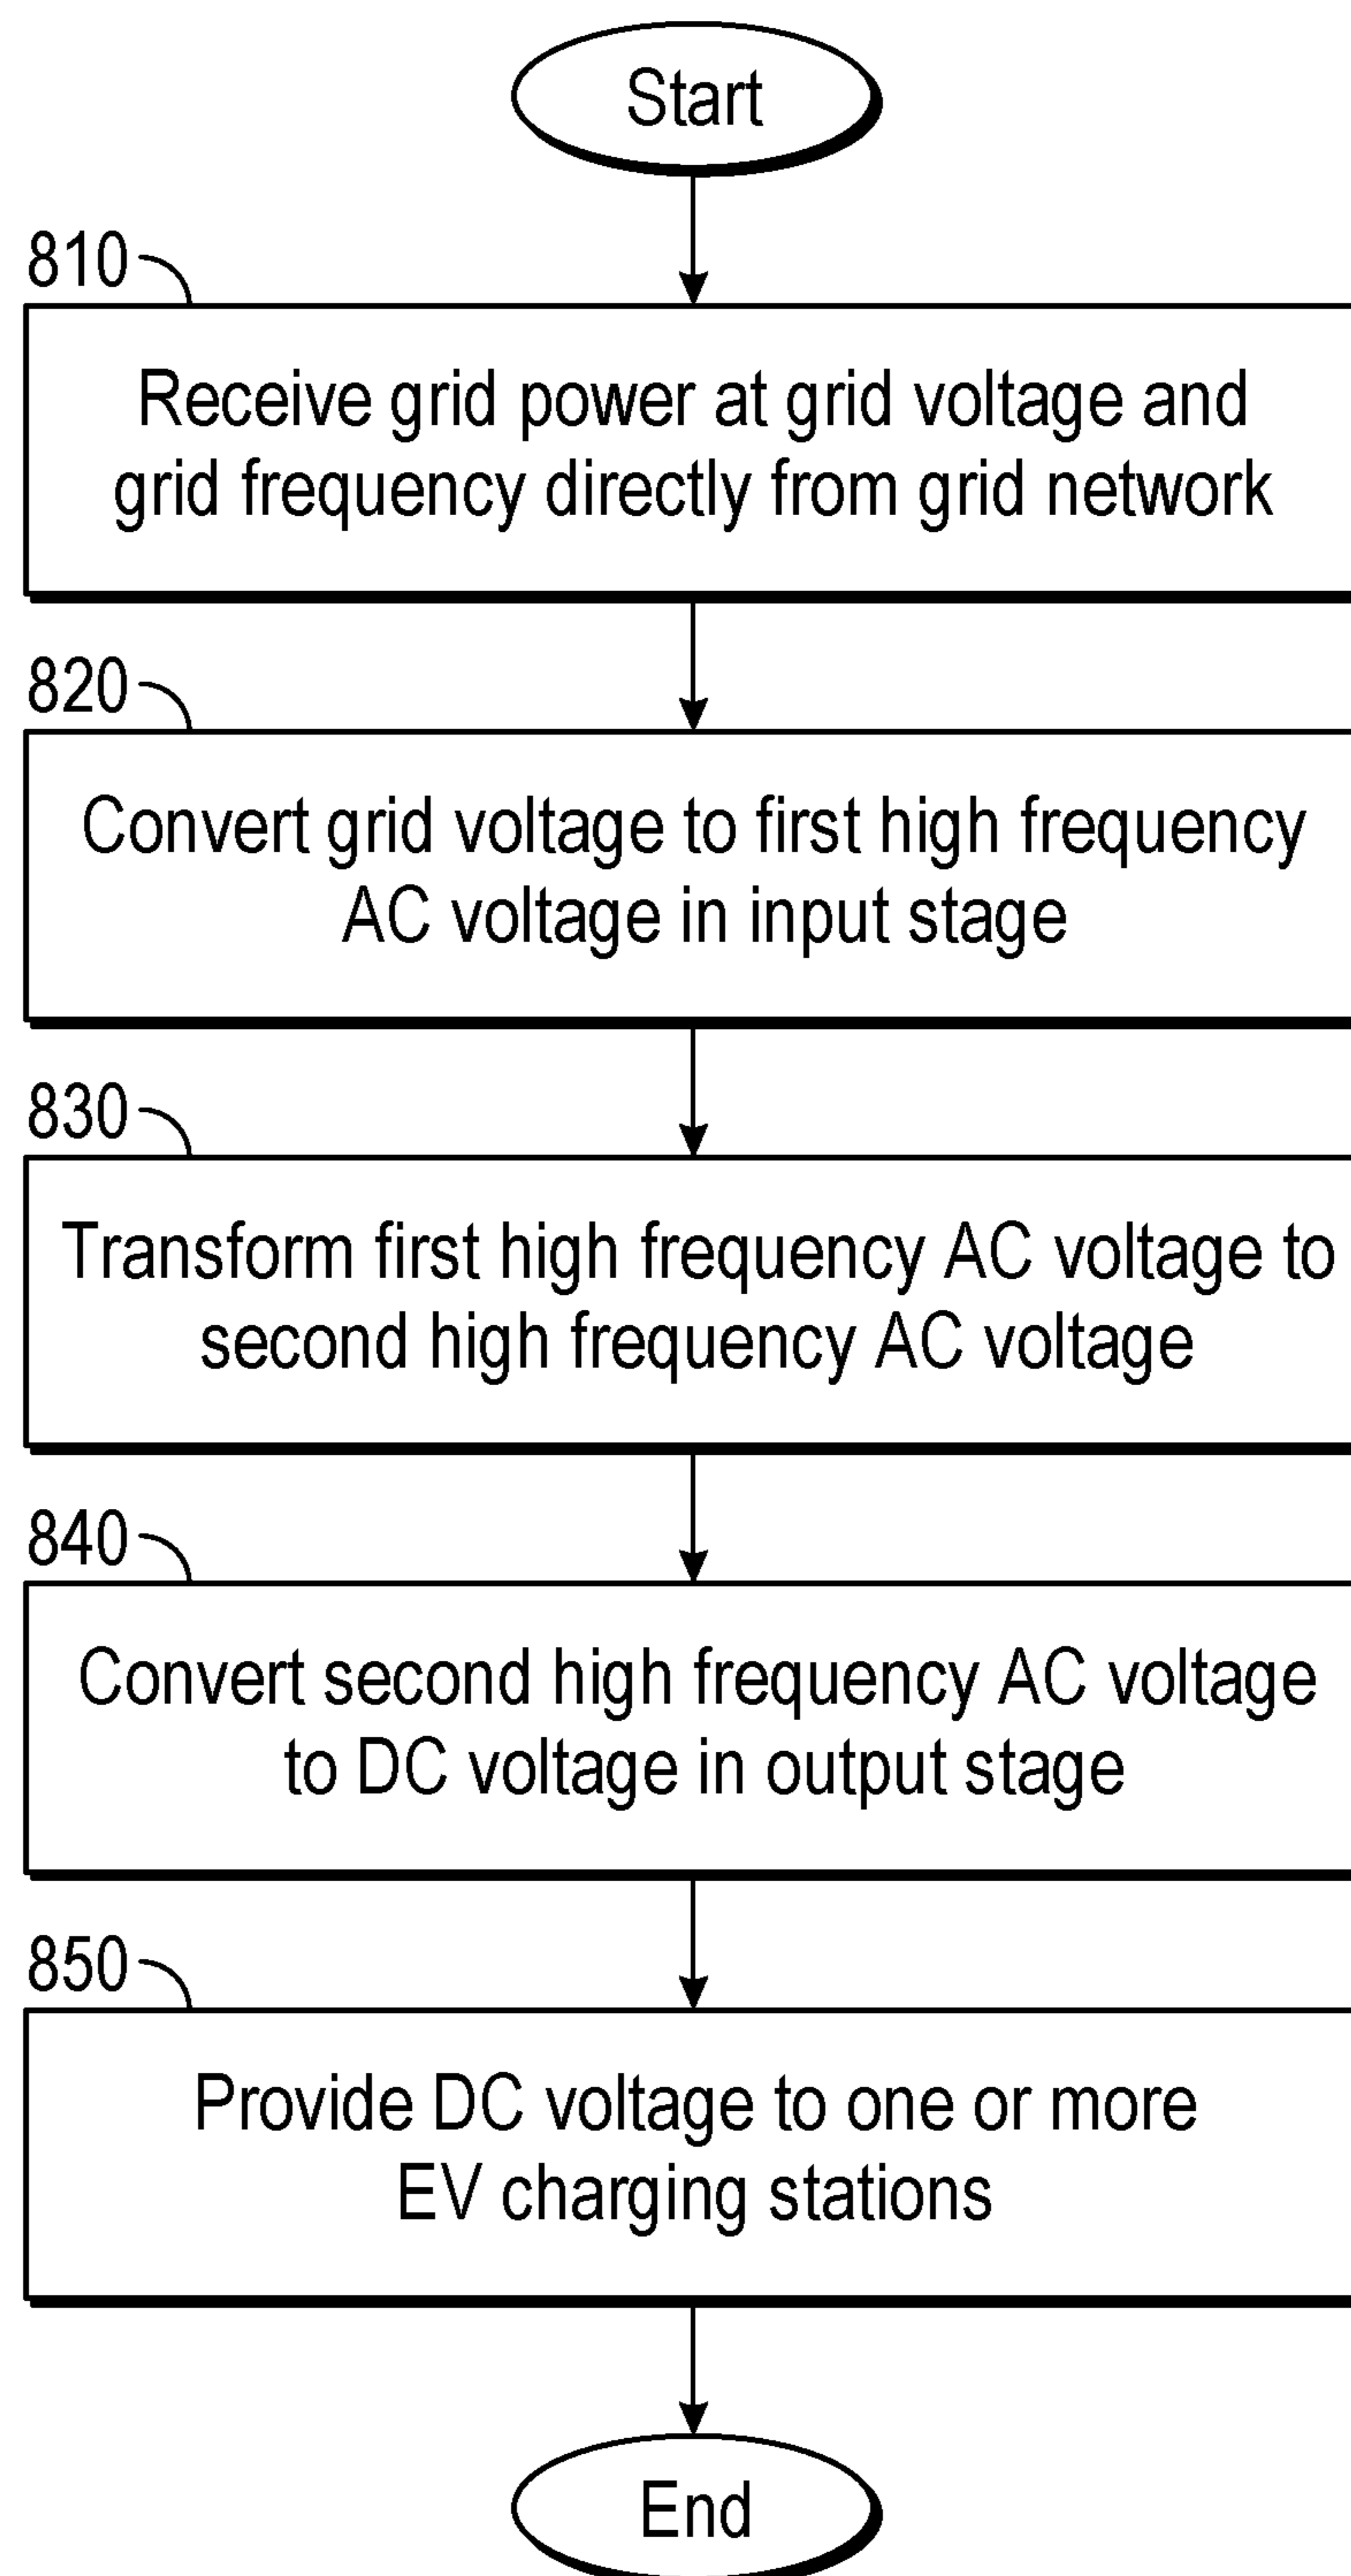 Start
810
Receive grid power at grid voltage and
grid frequency directly from grid network
820
Convert grid voltage to first high frequency
AC voltage in input stage
830
Transform first high frequency AC voltage to
second high frequency AC voltage
840
Convert second high frequency AC voltage
to DC voltage in output stage
850
Provide DC voltage to one or more
EV charging stations
End